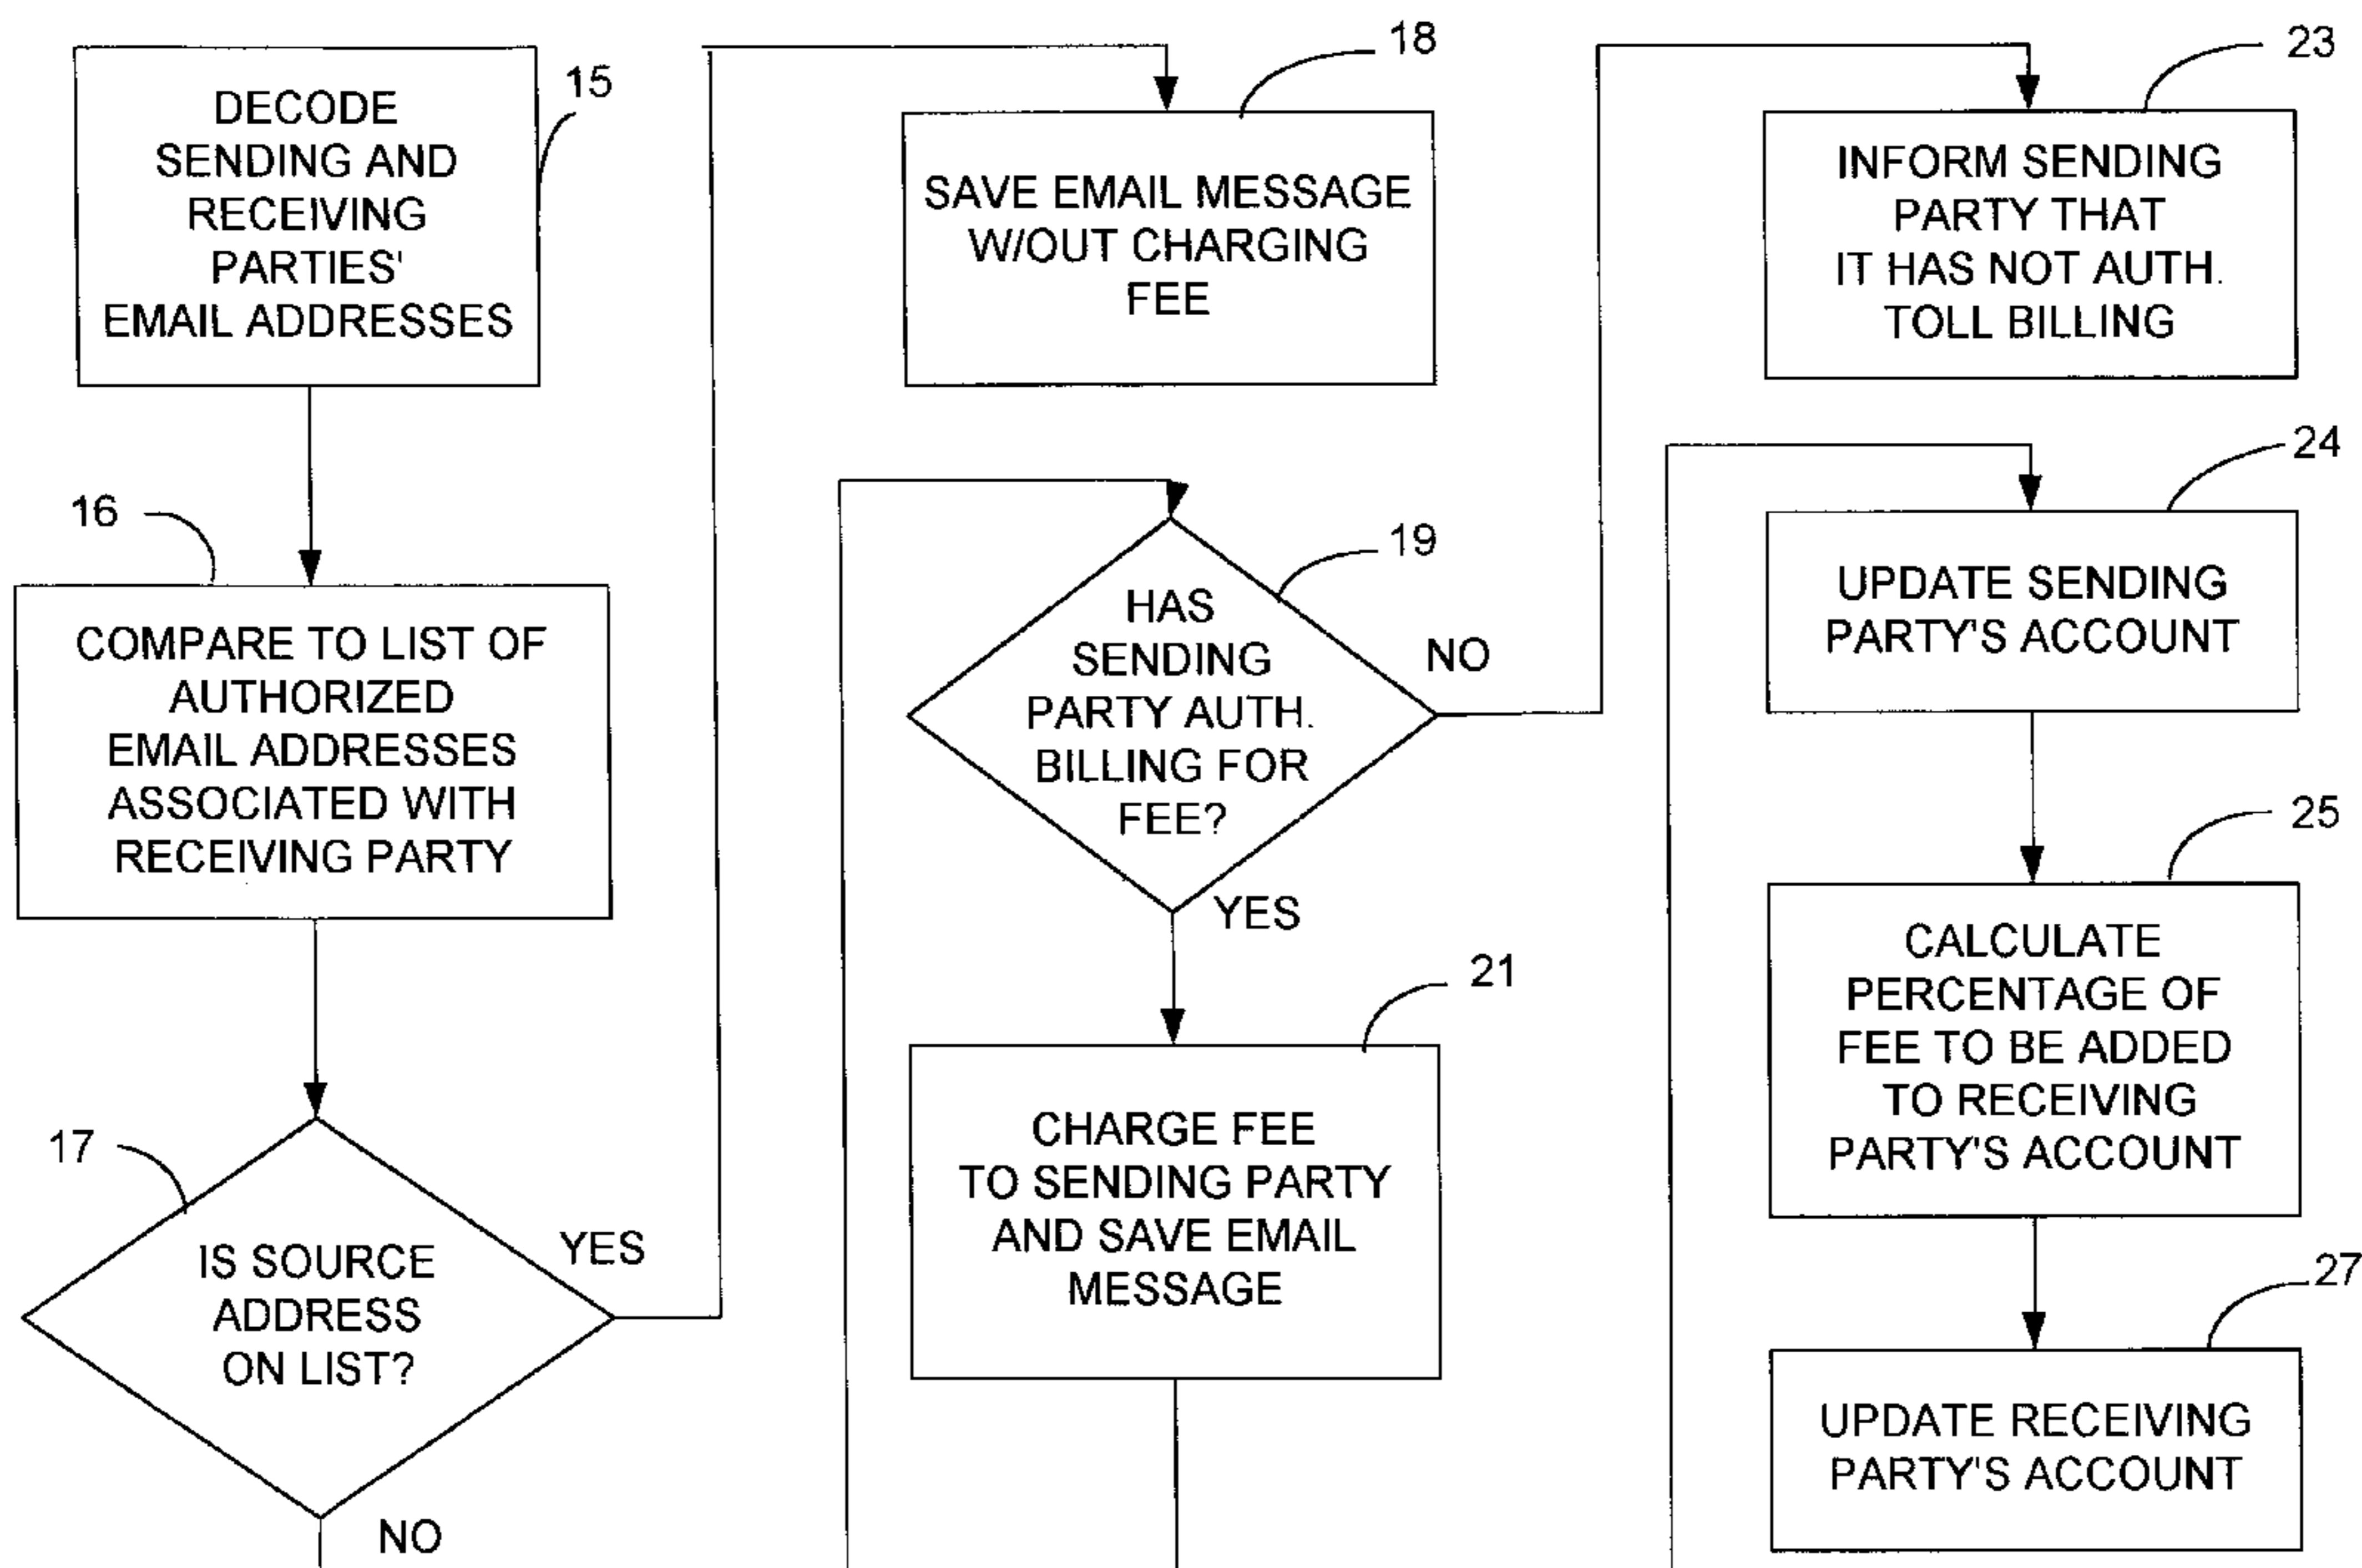 15
DECODE
SENDING AND
RECEIVING
PARTIES'
EMAIL ADDRESSES
16
COMPARE TO LIST OF
AUTHORIZED
EMAIL ADDRESSES
ASSOCIATED WITH
RECEIVING PARTY
17
IS SOURCE
ADDRESS
ON LIST?
YES
NO
18
SAVE EMAIL MESSAGE
W/OUT CHARGING
FEE
19
HAS
SENDING
PARTY AUTH.
BILLING FOR
FEE?
NO
YES
21
CHARGE FEE
TO SENDING PARTY
AND SAVE EMAIL
MESSAGE
23
INFORM SENDING
PARTY THAT
IT HAS NOT AUTH.
TOLL BILLING
24
UPDATE SENDING
PARTY'S ACCOUNT
25
CALCULATE
PERCENTAGE OF
FEE TO BE ADDED
TO RECEIVING
PARTY'S ACCOUNT
27
UPDATE RECEIVING
PARTY'S ACCOUNT